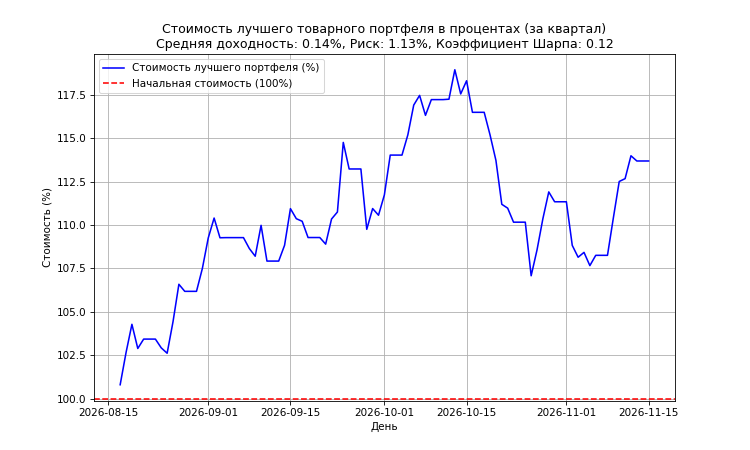 Стоимость лучшего товарного портфеля в процентах (за квартал)
Средняя доходность: 0.14%, Риск: 1.13%, Коэффициент Шарпа: 0.12
Стоимость лучшего портфеля (%)
Начальная стоимость (100%)
Стоимость (%)
117.5
115.0
112.5
110.0
107.5
105.0
102.5
100.0
2026-08-15 2026-09-01 2026-09-15 2026-10-01 2026-10-15 2026-11-01 2026-11-15
День